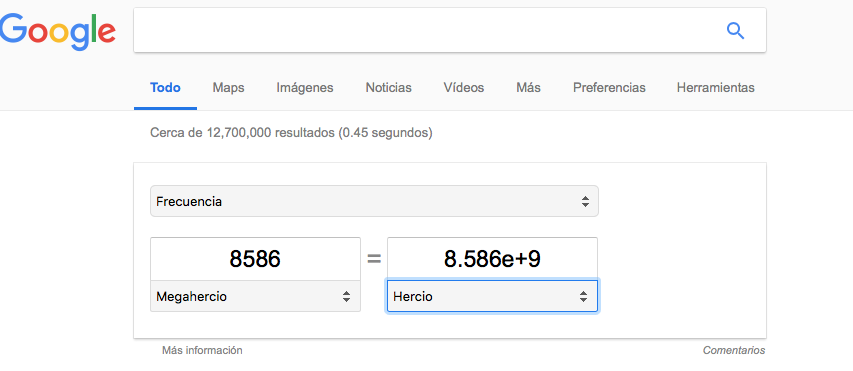 Google
Todo Maps Imágenes Noticias Vídeos Más Preferencias Herramientas
Cerca de 12,700,000 resultados (0.45 segundos)
Frecuencia
8586 = 8.586e+9
Megahercio Hercio
Más información Comentarios